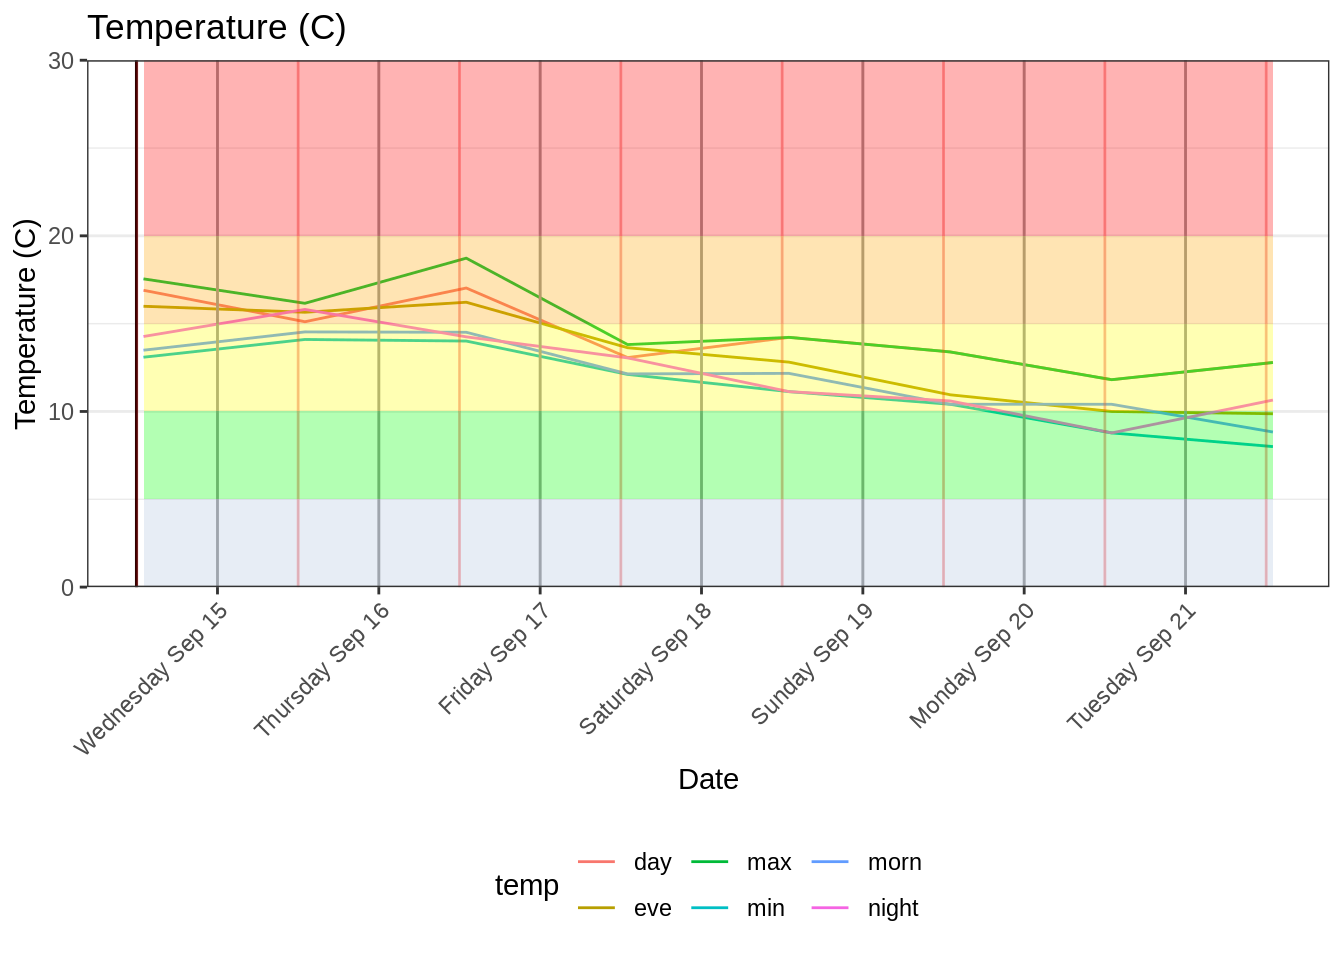 Temperature (C)
30
20
10
0
Temperature (C)
Wednesday Sep 15
Thursday Sep 16
Friday Sep 17
Saturday Sep 18
Sunday Sep 19
Monday Sep 20
Tuesday Sep 21
Date
temp
day
max
morn
eve
min
night